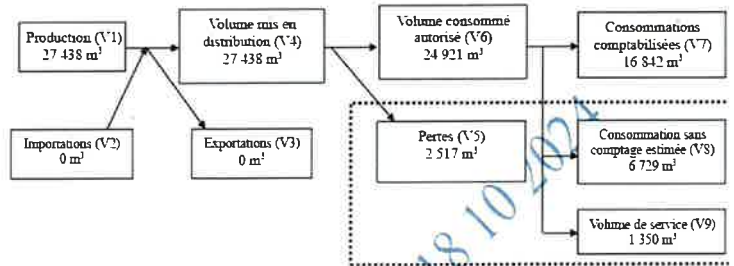 Production (V1)
27 438 m³
Volume mis en
distribution (V4)
27 438 m³
Volume consommé
autorisé (V6)
24 921 m³
Consommations
comptabilisées (V7)
16 842 m³
Importations (V2)
0 m³
Exportations (V3)
0 m³
Pertes (V5)
2 517 m³
Consommation sans
comptage estimée (V8)
6 729 m³
Volume de service (V9)
1 350 m³
18 10 2024